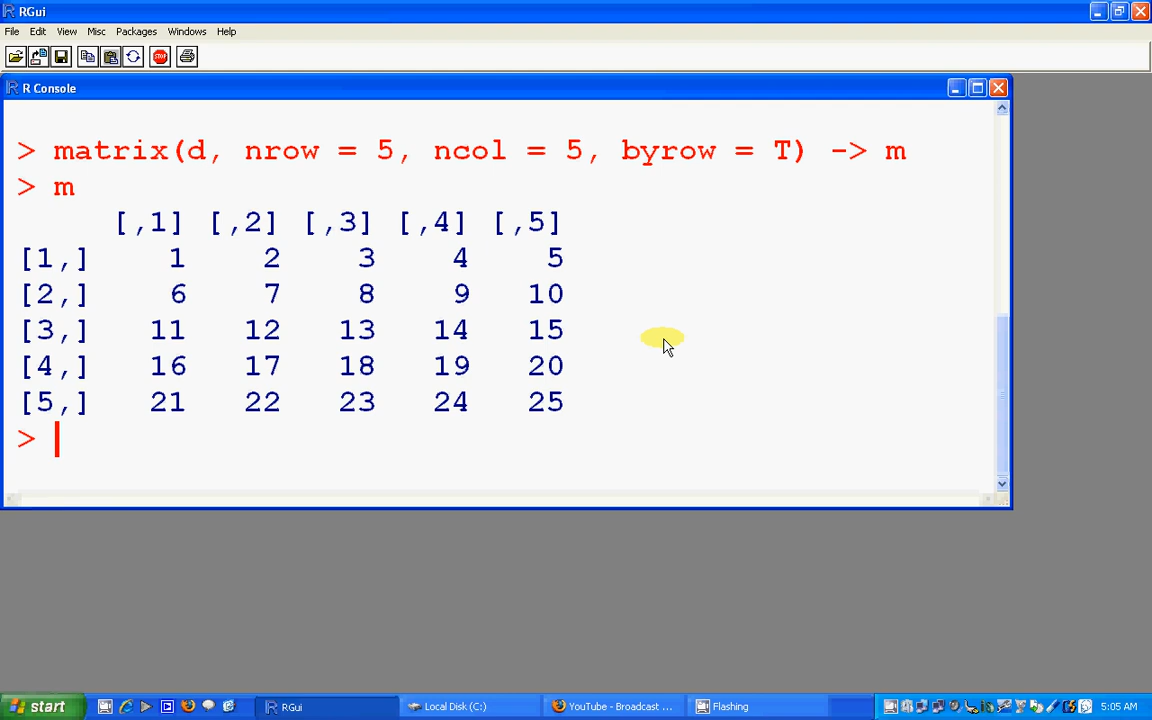 RGui
File Edit View Misc Packages Windows Help
STOP
R Console
> matrix(d, nrow = 5, ncol = 5, byrow = T) -> m
> m
[,1] [,2] [,3] [,4] [,5]
[1,] 1 2 3 4 5
[2,] 6 7 8 9 10
[3,] 11 12 13 14 15
[4,] 16 17 18 19 20
[5,] 21 22 23 24 25
>
start RGui Local Disk (C:) YouTube - Broadcast ... Flashing 5:05 AM